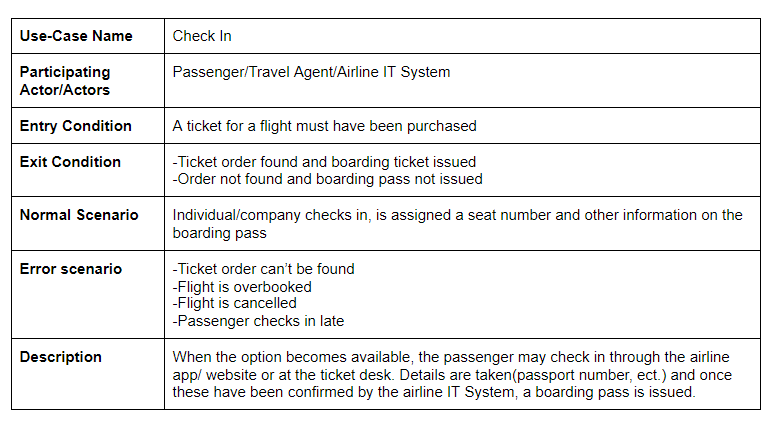 Use-Case Name
Check In
Participating
Actor/Actors
Passenger/Travel Agent/Airline IT System
Entry Condition
A ticket for a flight must have been purchased
Exit Condition
-Ticket order found and boarding ticket issued
-Order not found and boarding pass not issued
Normal Scenario
Individual/company checks in, is assigned a seat number and other information on the
boarding pass
Error scenario
-Ticket order can’t be found
-Flight is overbooked
-Flight is cancelled
-Passenger checks in late
Description
When the option becomes available, the passenger may check in through the airline
app/ website or at the ticket desk. Details are taken(passport number, ect.) and once
these have been confirmed by the airline IT System, a boarding pass is issued.